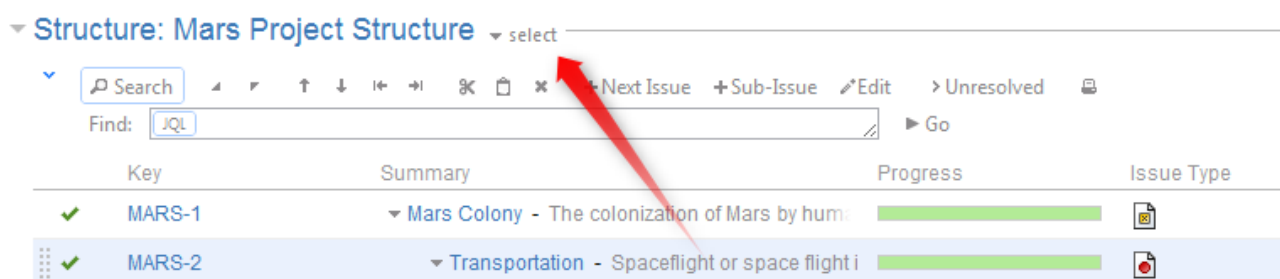 Structure: Mars Project Structure select
Search Next Issue Sub-Issue Edit Unresolved
Find: JQL Go
Key Summary Progress Issue Type
MARS-1 Mars Colony - The colonization of Mars by hum
MARS-2 Transportation - Spaceflight or space flight i